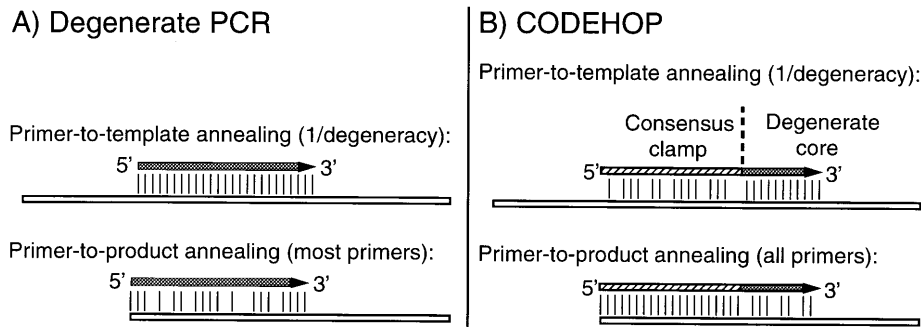 A) Degenerate PCR
Primer-to-template annealing (1/degeneracy):
5’ 3’
Primer-to-product annealing (most primers):
5’ 3’
B) CODEHOP
Primer-to-template annealing (1/degeneracy):
Consensus clamp
Degenerate core
5’ 3’
Primer-to-product annealing (all primers):
5’ 3’